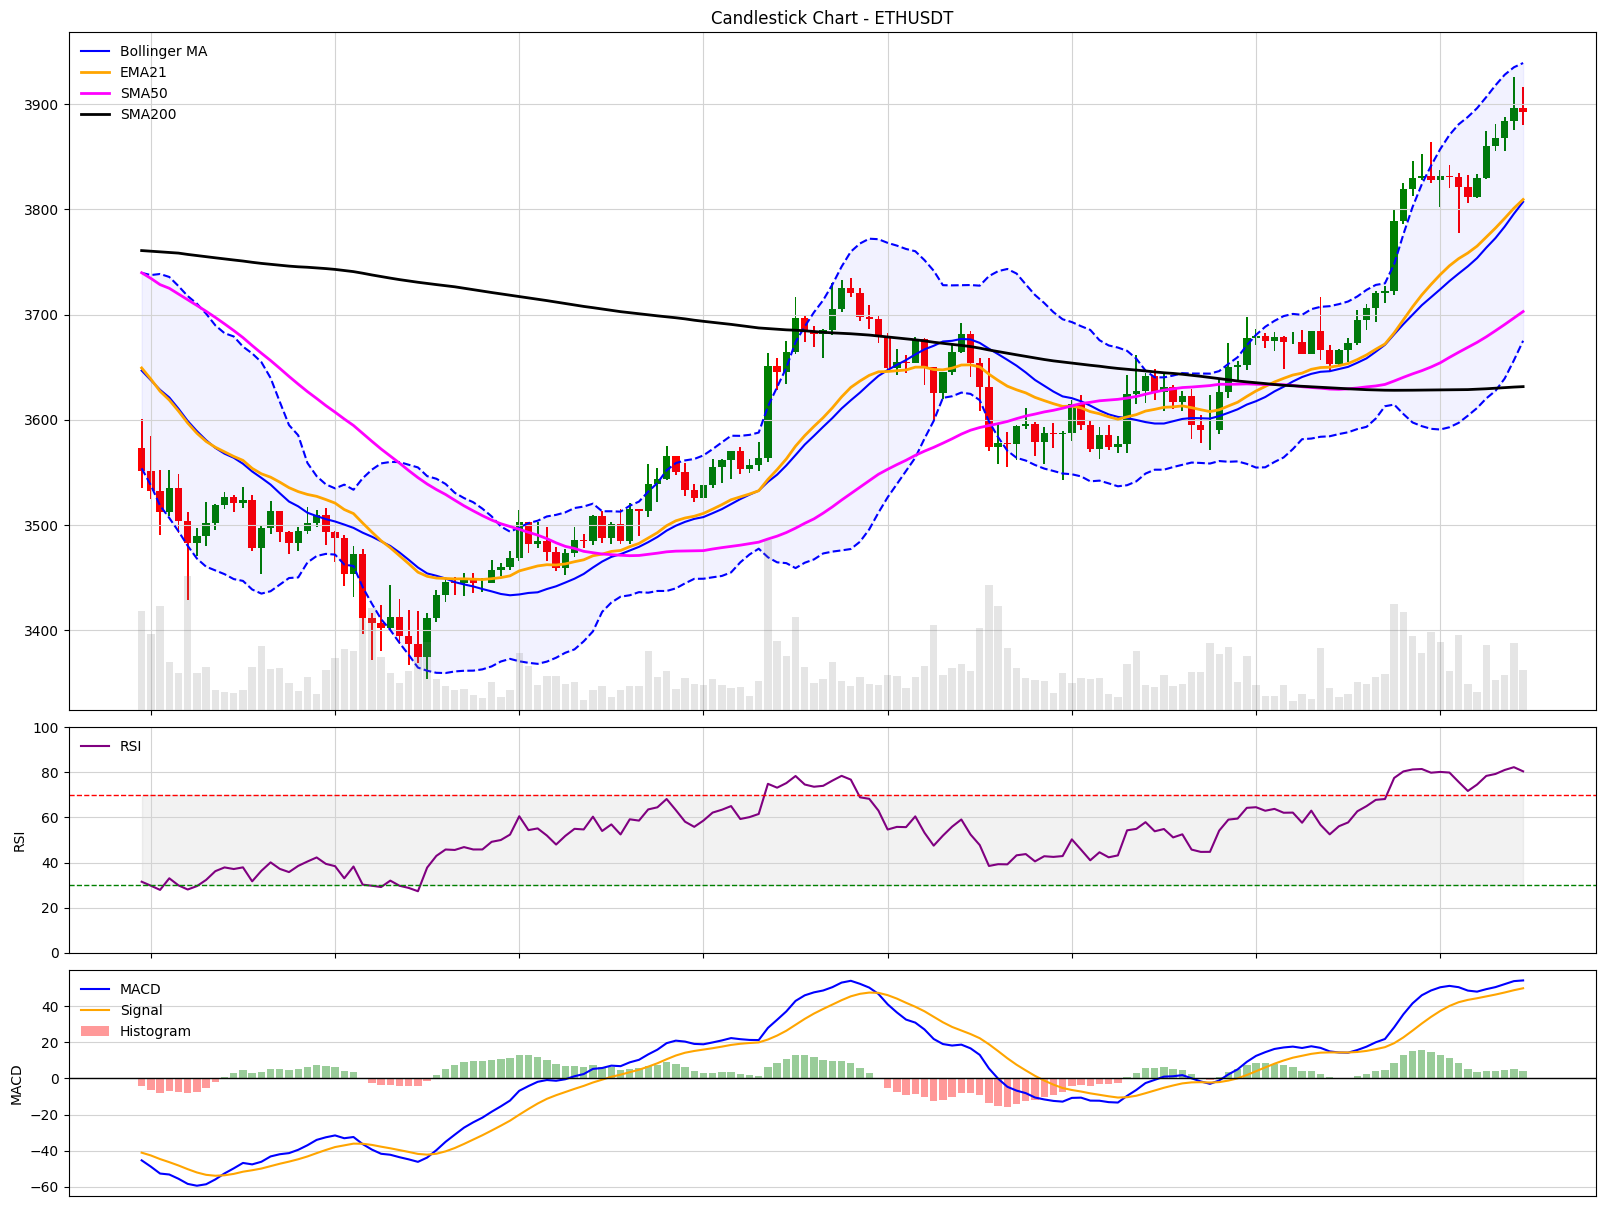 Candlestick Chart - ETHUSDT
Bollinger MA
EMA21
SMA50
SMA200
3900
3800
3700
3600
3500
3400
RSI
100
80
60
40
20
0
RSI
MACD
Signal
Histogram
40
20
0
−20
−40
−60
MACD